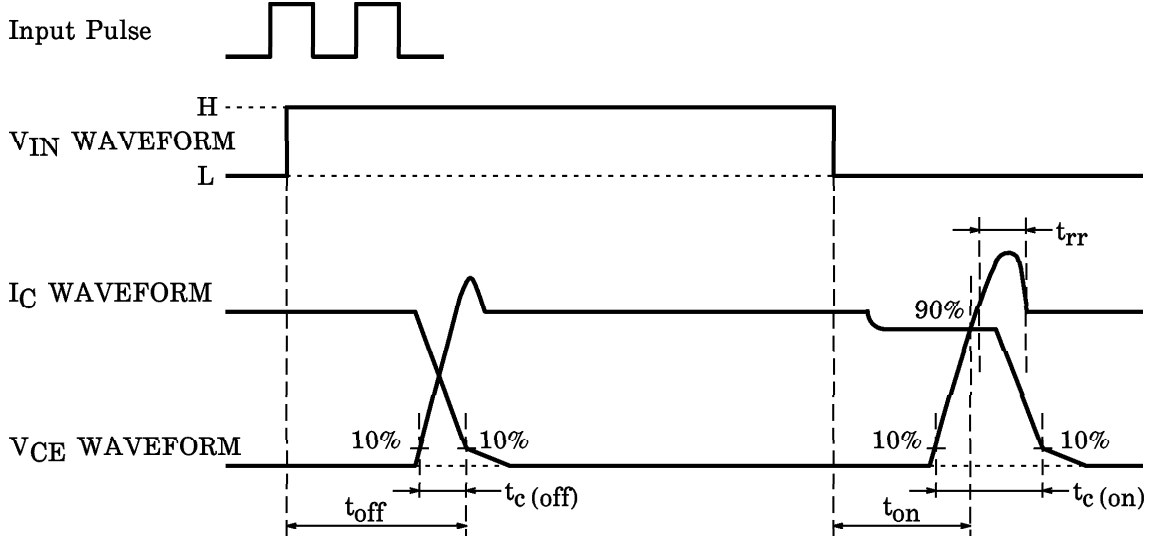 Input Pulse
H
VIN WAVEFORM
L
trr
IC WAVEFORM
90%
10%
10%
10%
10%
VCE WAVEFORM
tc (off)
tc (on)
toff
ton